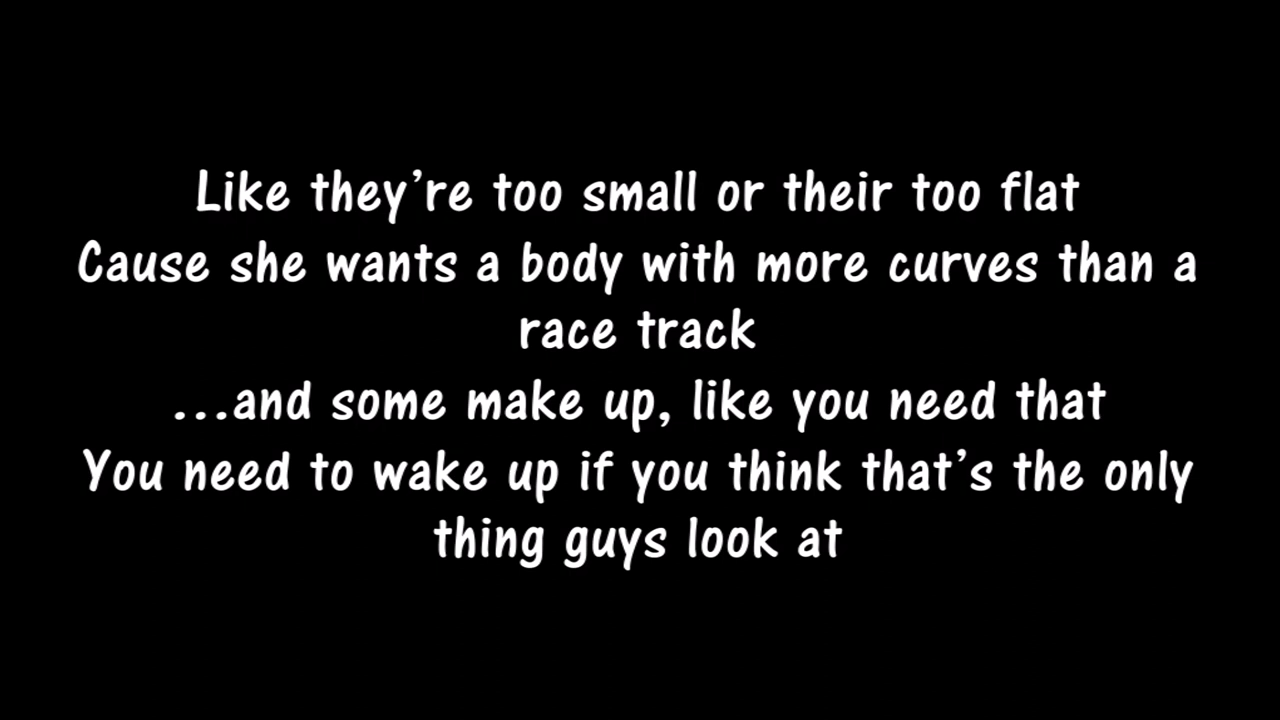 Like they’re too small or their too flat
Cause she wants a body with more curves than a
race track
...and some make up, like you need that
You need to wake up if you think that’s the only
thing guys look at